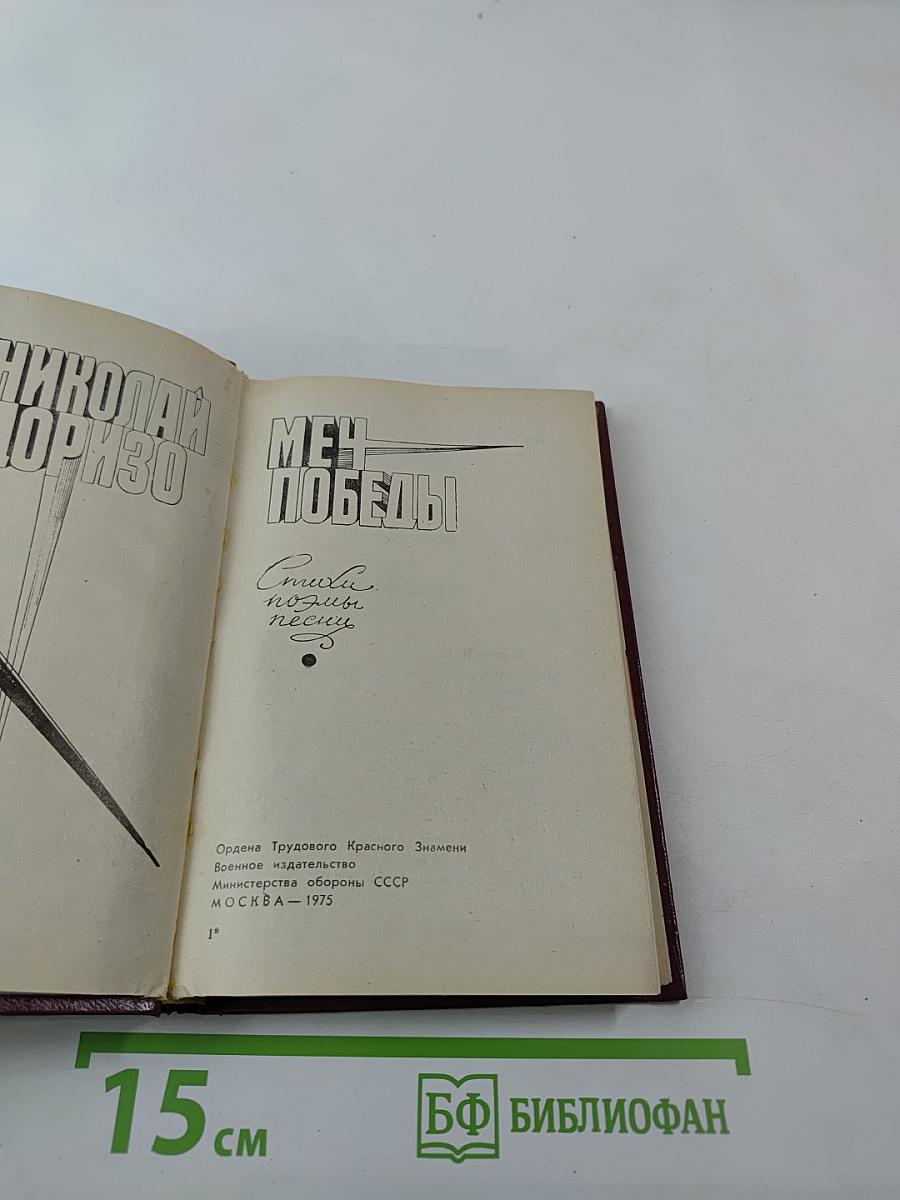 НИКОЛАЙ
ДОРИЗО
МЕЧ
ПОБЕДЫ
Стихи
поэмы
песни
Ордена Трудового Красного Знамени
Военное издательство
Министерства обороны СССР
МОСКВА — 1975
1*
15 см
БФ БИБЛИОФАН